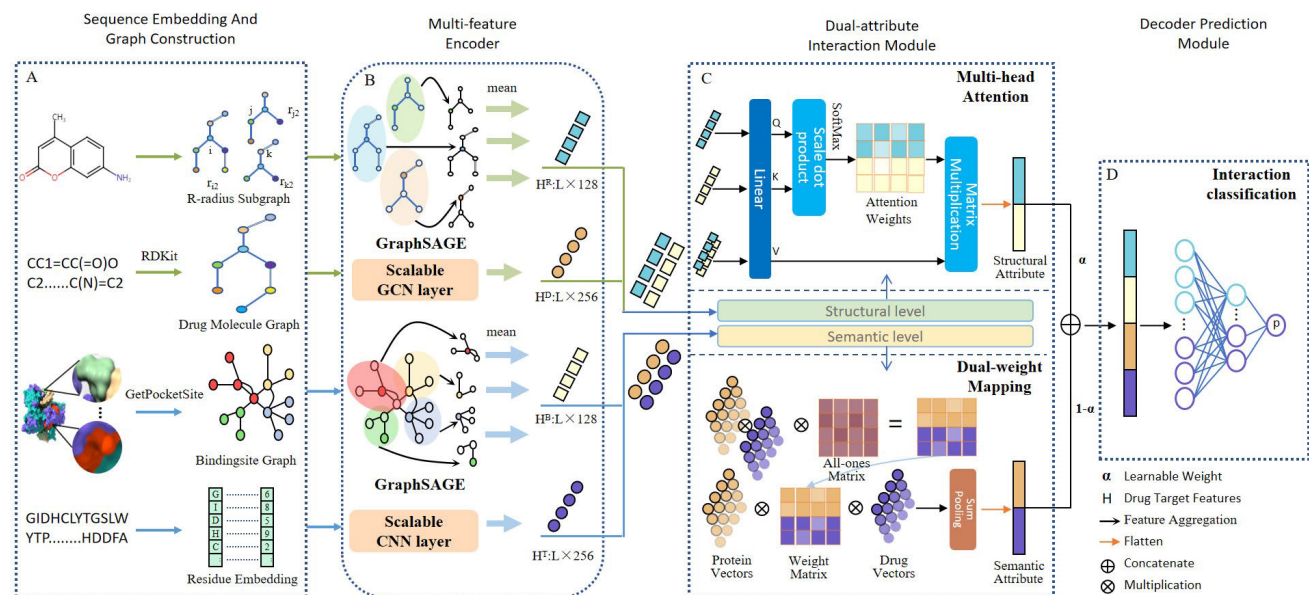 Sequence Embedding And
Graph Construction
Multi-feature
Encoder
Dual-attribute
Interaction Module
Decoder Prediction
Module
A
CH₃
O
O
NH₂
j
r_j2
i
k
r_i2
r_k2
R-radius Subgraph
CC1=CC(=O)O
C2......C(N)=C2
RDKit
Drug Molecule Graph
GetPocketSite
Bindingsite Graph
GIDHCLYTGSLW
YTP........HDDFA
G 6
I 8
D 5
H 9
C 2
Residue Embedding
B
mean
H^R:L×128
GraphSAGE
Scalable
GCN layer
H^D:L×256
mean
H^B:L×128
GraphSAGE
Scalable
CNN layer
H^T:L×256
C
Multi-head
Attention
Linear
Q
K
V
Scale dot
product
SoftMax
Attention
Weights
Matrix
Multiplication
Structural
Attribute
Structural level
Semantic level
Dual-weight
Mapping
=
All-ones
Matrix
Protein
Vectors
Weight
Matrix
Drug
Vectors
Sum
Pooling
Semantic
Attribute
α
1-α
D
Interaction
classification
p
α Learnable Weight
H Drug Target Features
Feature Aggregation
Flatten
Concatenate
Multiplication